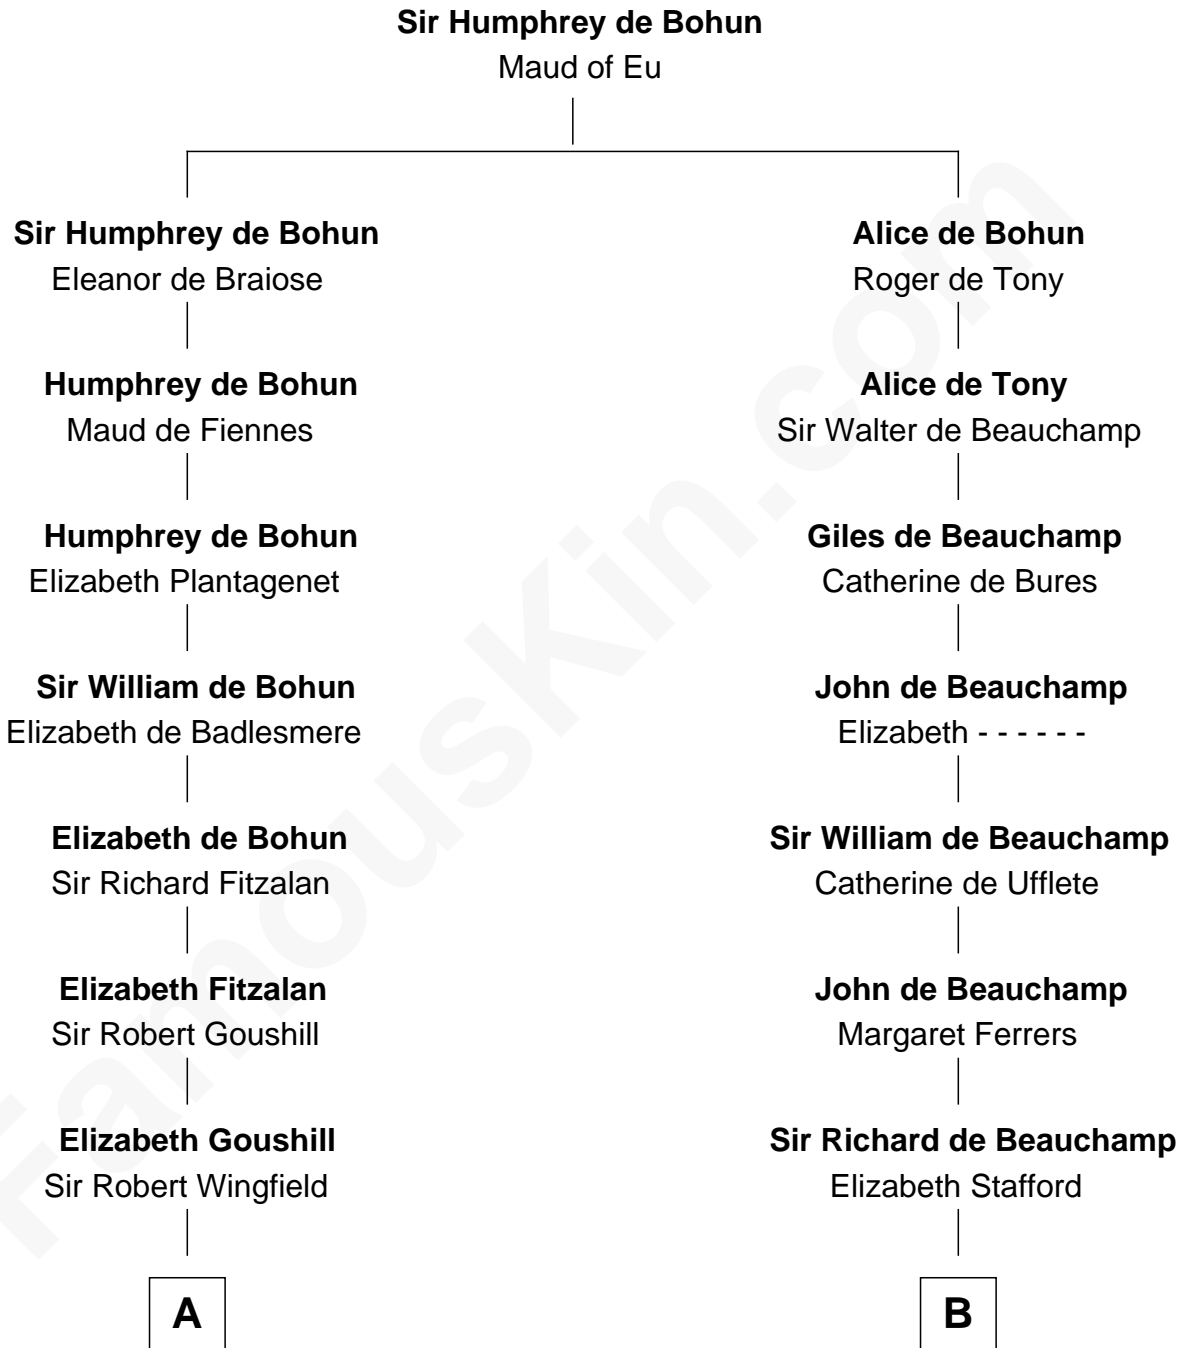 Sir Humphrey de Bohun
Maud of Eu
Sir Humphrey de Bohun
Eleanor de Braiose
Alice de Bohun
Roger de Tony
Humphrey de Bohun
Maud de Fiennes
Alice de Tony
Sir Walter de Beauchamp
Humphrey de Bohun
Elizabeth Plantagenet
Giles de Beauchamp
Catherine de Bures
Sir William de Bohun
Elizabeth de Badlesmere
John de Beauchamp
Elizabeth - - - - - -
Elizabeth de Bohun
Sir Richard Fitzalan
Sir William de Beauchamp
Catherine de Ufflete
Elizabeth Fitzalan
Sir Robert Goushill
John de Beauchamp
Margaret Ferrers
Elizabeth Goushill
Sir Robert Wingfield
Sir Richard de Beauchamp
Elizabeth Stafford
A
B
FamousKin.com